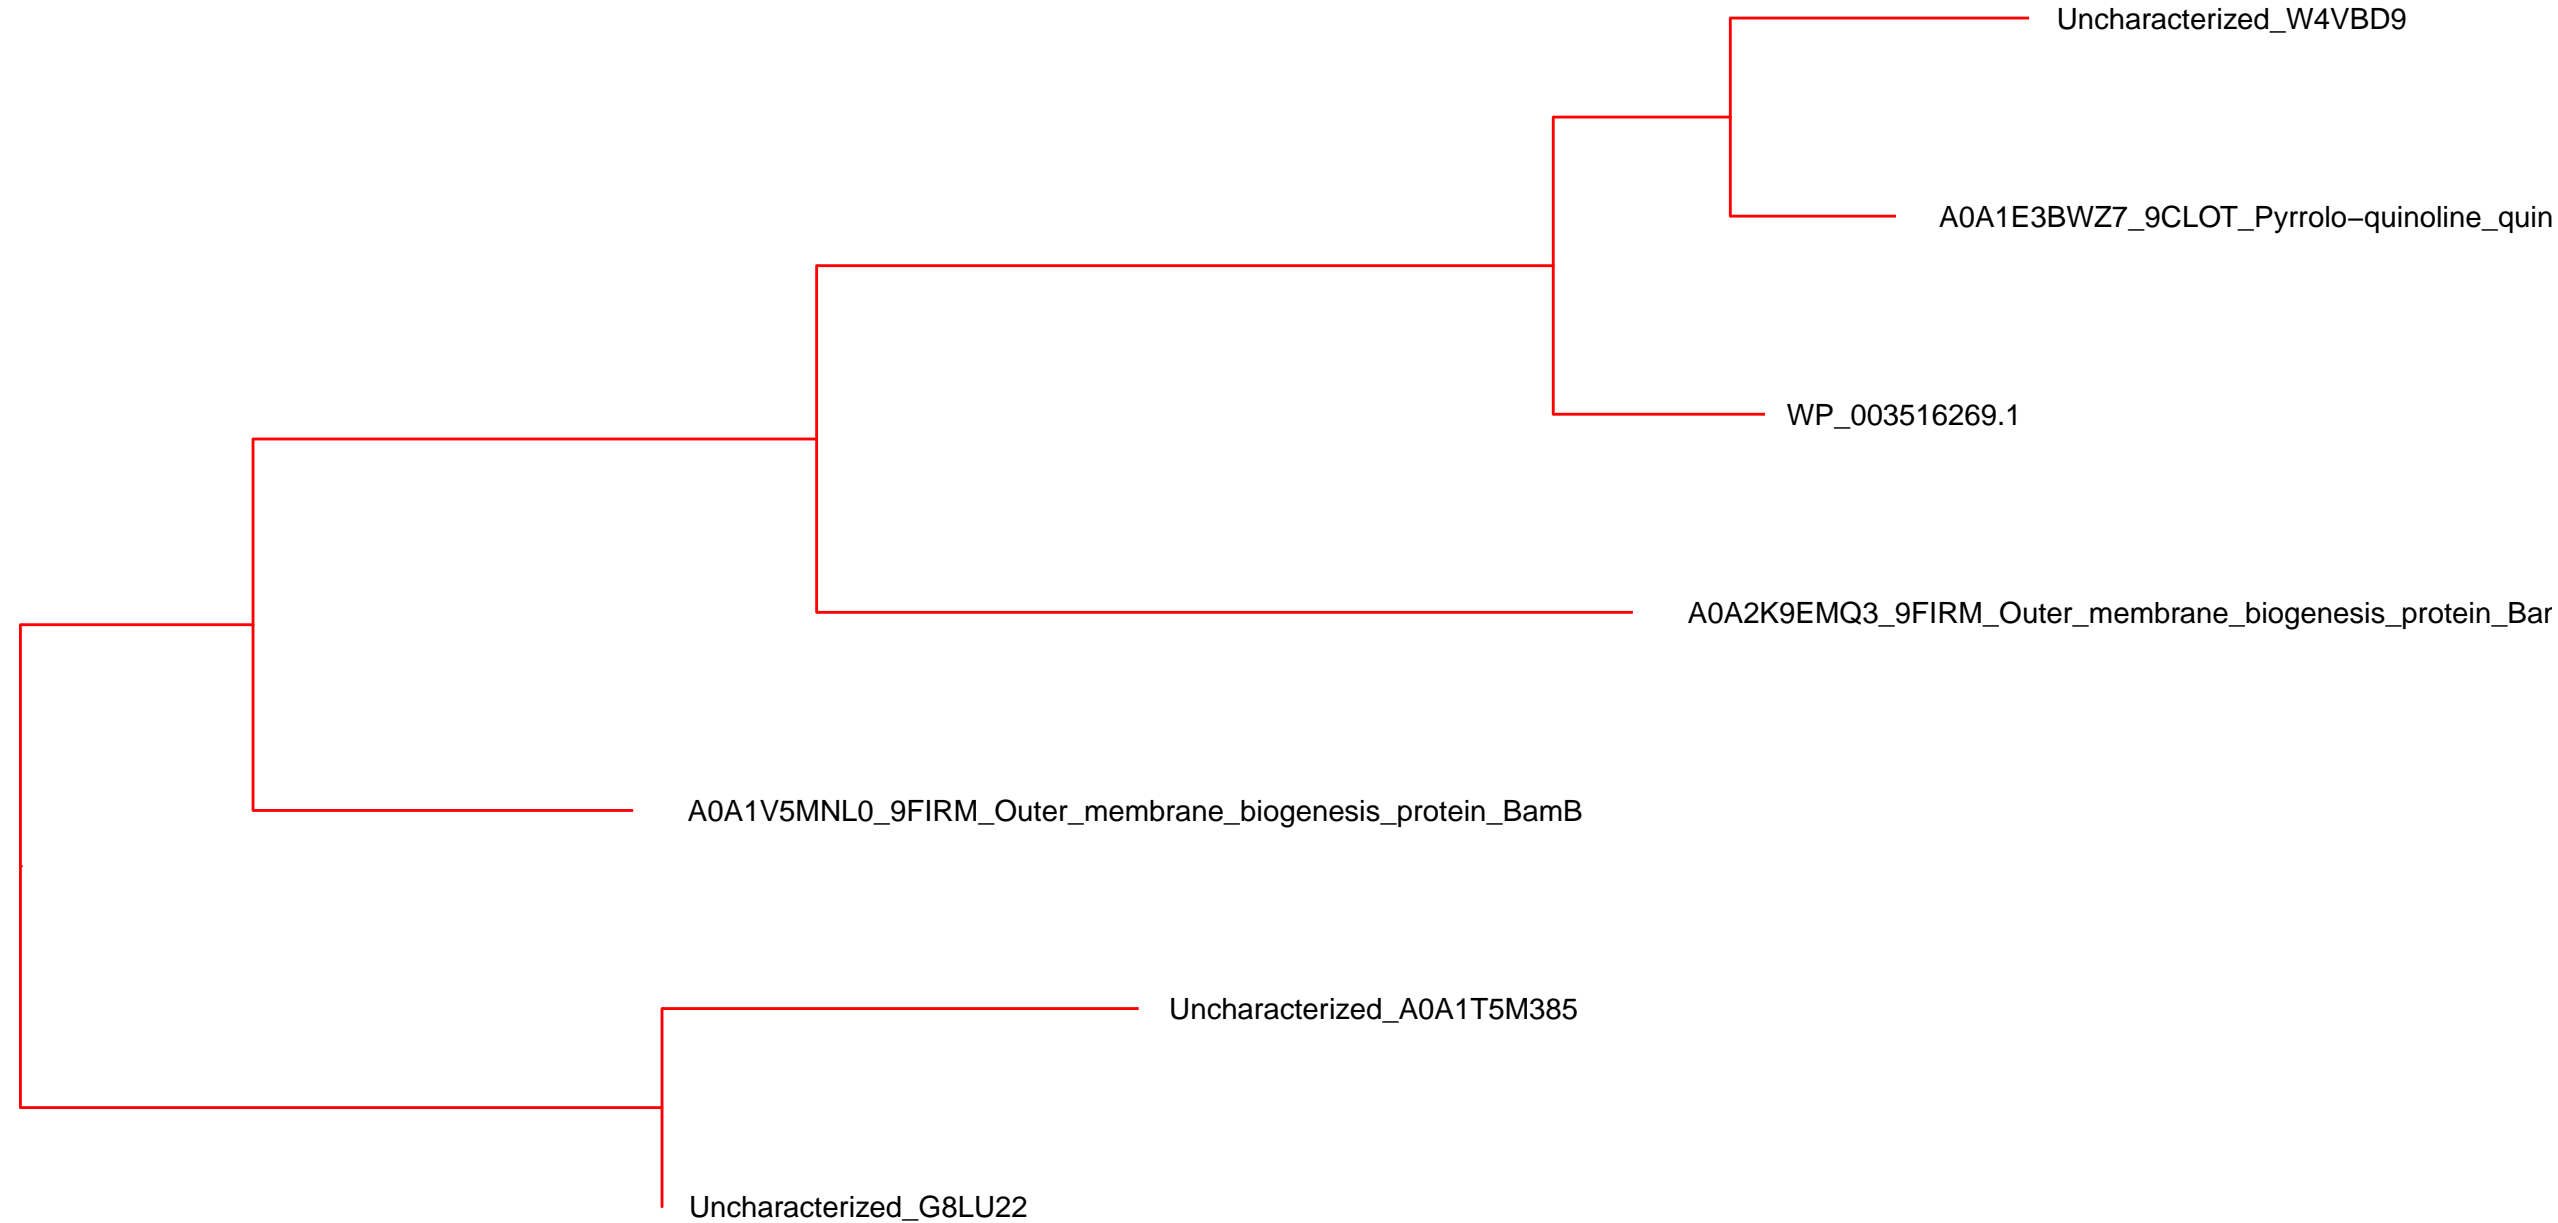 Uncharacterized_W4VBD9
A0A1E3BWZ7_9CLOT_Pyrrolo−quinoline_quin
WP_003516269.1
A0A2K9EMQ3_9FIRM_Outer_membrane_biogenesis_protein_Bar
A0A1V5MNL0_9FIRM_Outer_membrane_biogenesis_protein_BamB
Uncharacterized_A0A1T5M385
Uncharacterized_G8LU22